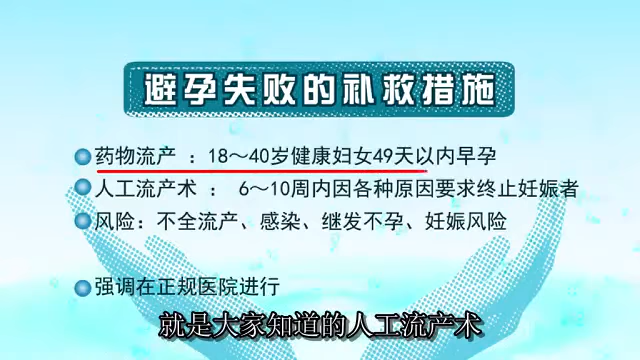 避孕失败的补救措施
药物流产 ：18～40岁健康妇女49天以内早孕
人工流产术 ： 6～10周内因各种原因要求终止妊娠者
风险：不全流产、感染、继发不孕、妊娠风险
强调在正规医院进行
就是大家知道的人工流产术